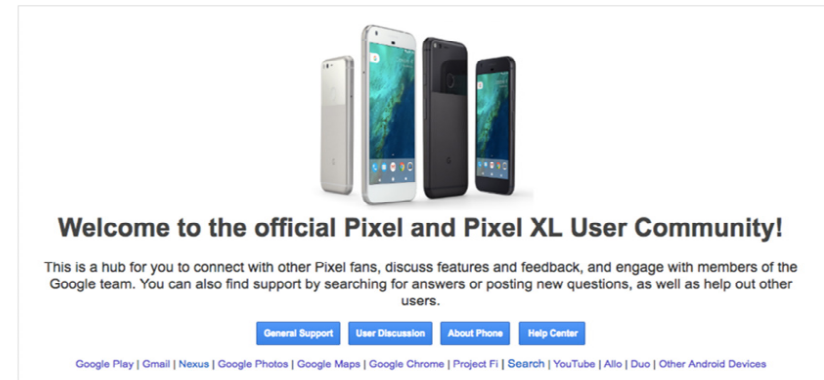 Welcome to the official Pixel and Pixel XL User Community!
This is a hub for you to connect with other Pixel fans, discuss features and feedback, and engage with members of the
Google team. You can also find support by searching for answers or posting new questions, as well as help out other
users.
General Support User Discussion About Phone Help Center
Google Play | Gmail | Nexus | Google Photos | Google Maps | Google Chrome | Project Fi | Search | YouTube | Allo | Duo | Other Android Devices